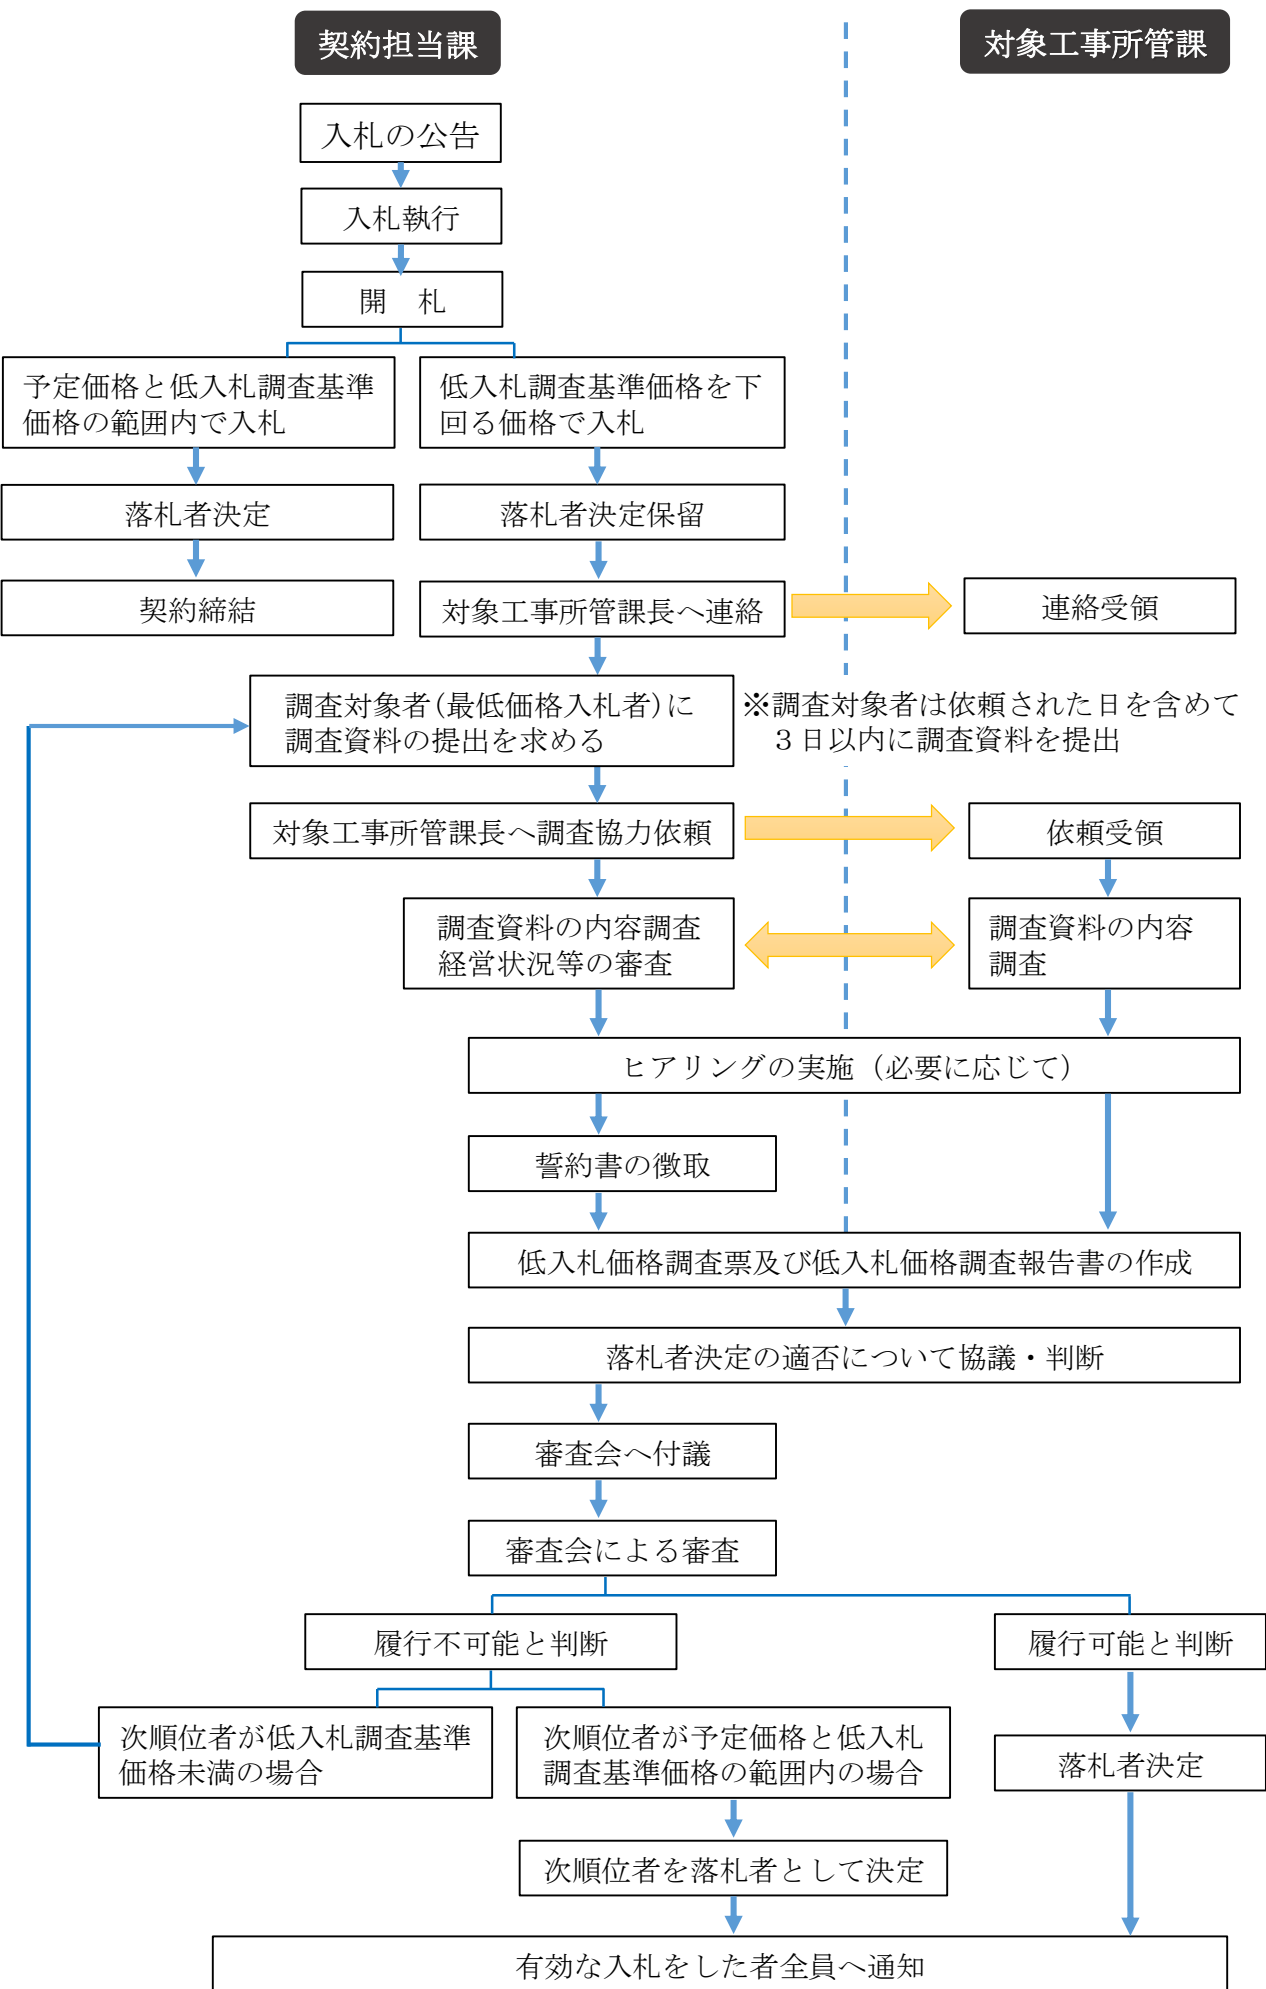 契約担当課
対象工事所管課
入札の公告
入札執行
開　札
予定価格と低入札調査基準
価格の範囲内で入札
低入札調査基準価格を下
回る価格で入札
落札者決定
落札者決定保留
契約締結
対象工事所管課長へ連絡
連絡受領
調査対象者(最低価格入札者)に
調査資料の提出を求める
※調査対象者は依頼された日を含めて
３日以内に調査資料を提出
対象工事所管課長へ調査協力依頼
依頼受領
調査資料の内容調査
経営状況等の審査
調査資料の内容
調査
ヒアリングの実施（必要に応じて）
誓約書の徴取
低入札価格調査票及び低入札価格調査報告書の作成
落札者決定の適否について協議・判断
審査会へ付議
審査会による審査
履行不可能と判断
履行可能と判断
次順位者が低入札調査基準
価格未満の場合
次順位者が予定価格と低入札
調査基準価格の範囲内の場合
落札者決定
次順位者を落札者として決定
有効な入札をした者全員へ通知